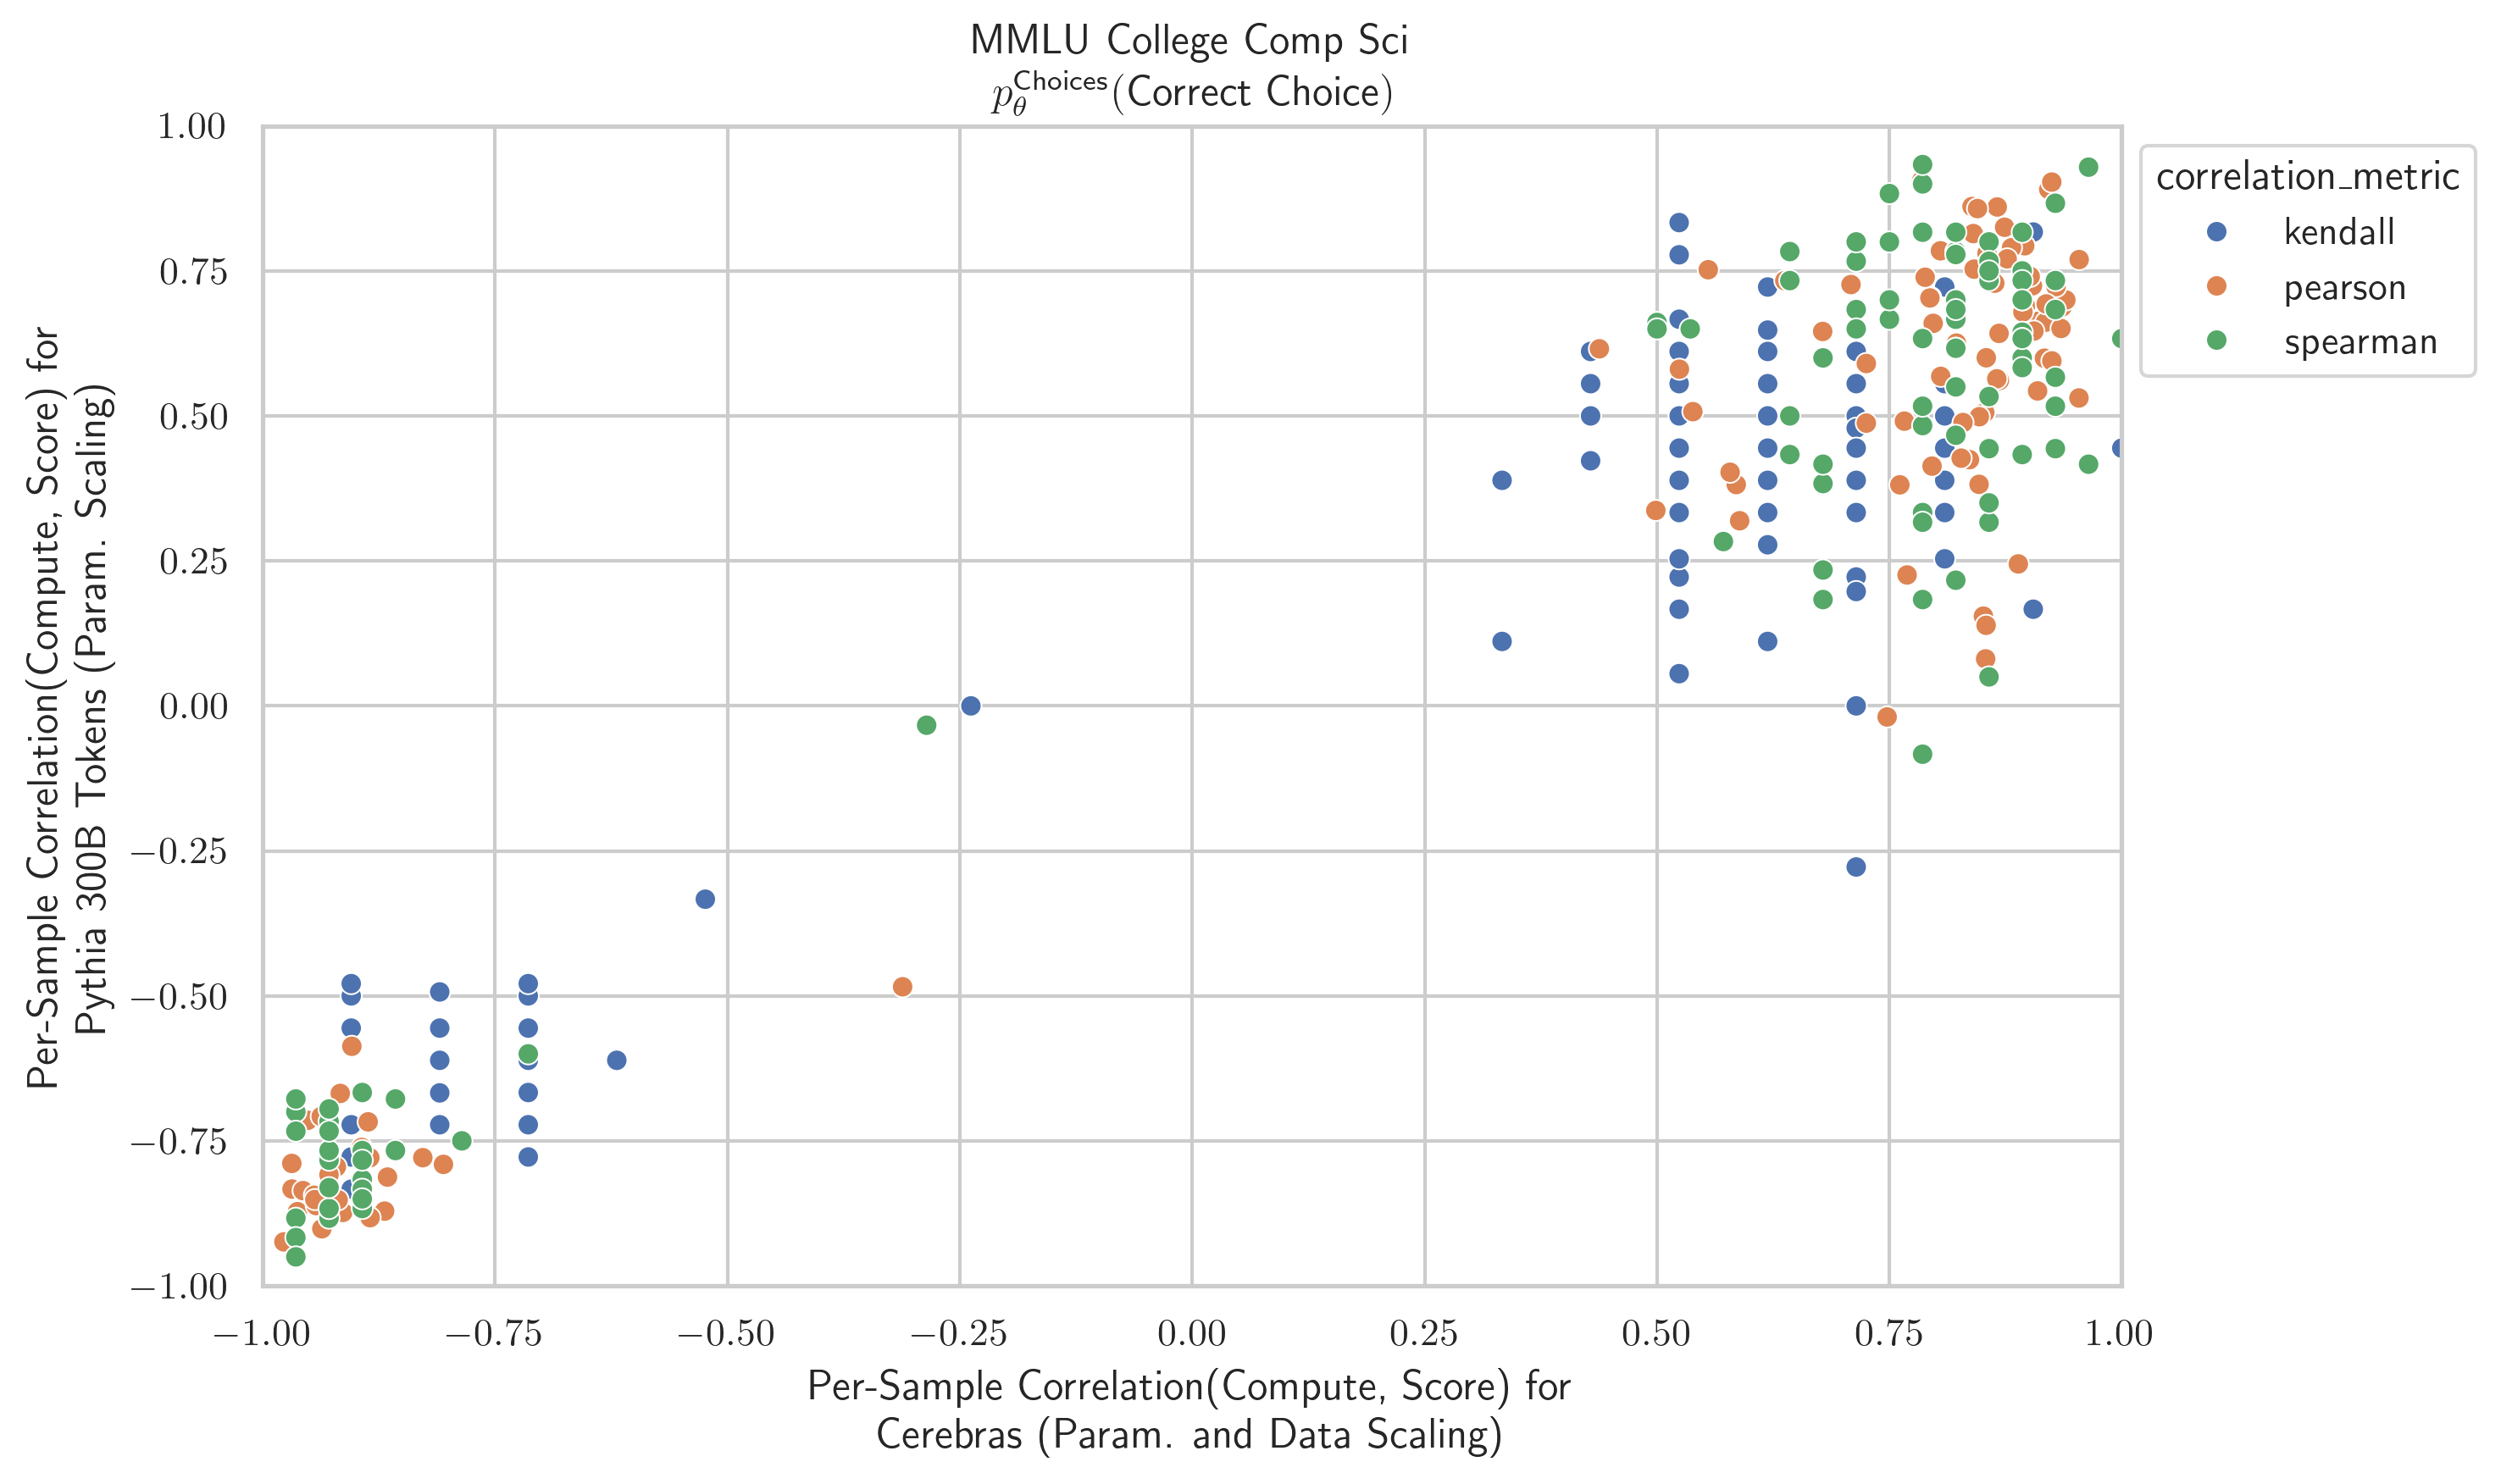 MMLU College Comp Sci
p_θ^Choices(Correct Choice)
1.00
0.75
0.50
0.25
0.00
−0.25
−0.50
−0.75
−1.00
Per-Sample Correlation(Compute, Score) for
Pythia 300B Tokens (Param. Scaling)
correlation_metric
kendall
pearson
spearman
−1.00 −0.75 −0.50 −0.25 0.00 0.25 0.50 0.75 1.00
Per-Sample Correlation(Compute, Score) for
Cerebras (Param. and Data Scaling)